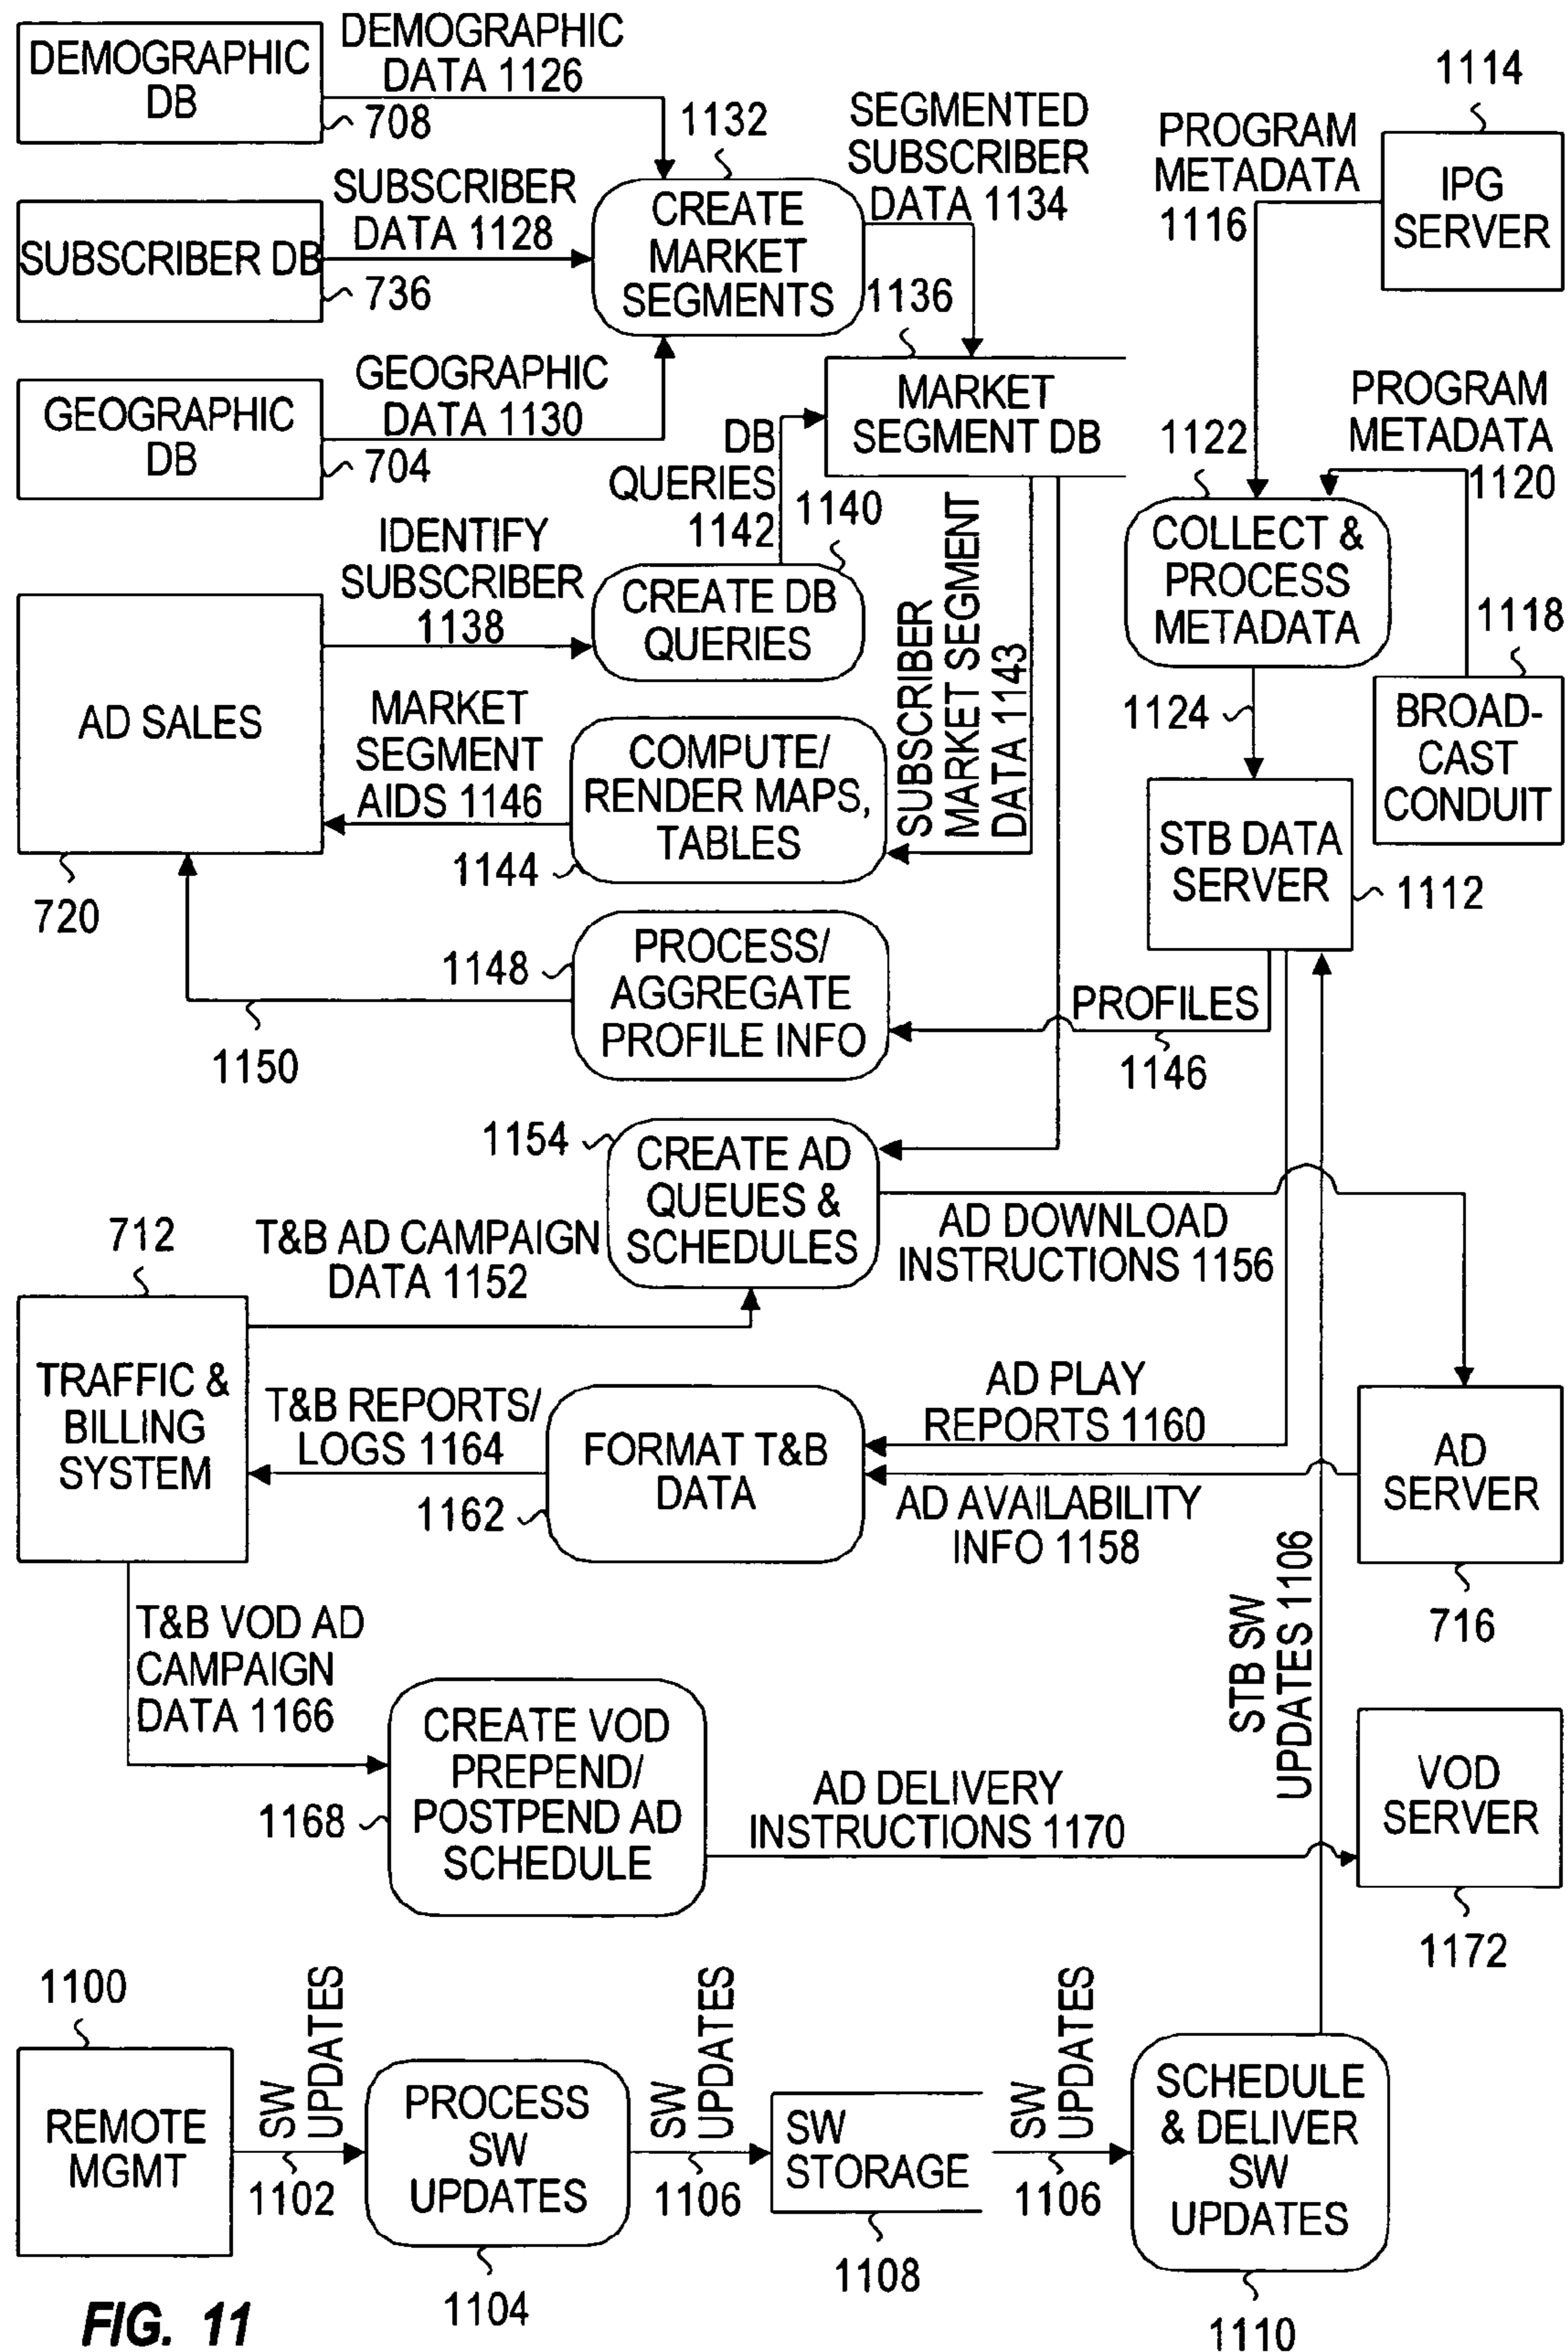 DEMOGRAPHIC
DB
DEMOGRAPHIC
DATA 1126
708
SUBSCRIBER DB
SUBSCRIBER
DATA 1128
736
GEOGRAPHIC
DB
GEOGRAPHIC
DATA 1130
704
1132
CREATE
MARKET
SEGMENTS
SEGMENTED
SUBSCRIBER
DATA 1134
1136
MARKET
SEGMENT DB
PROGRAM
METADATA
1116
1114
IPG
SERVER
PROGRAM
METADATA
1120
1122
COLLECT &
PROCESS
METADATA
1118
BROAD-
CAST
CONDUIT
1124
STB DATA
SERVER
1112
DB
QUERIES
1142
1140
IDENTIFY
SUBSCRIBER
1138
CREATE DB
QUERIES
AD SALES
720
MARKET
SEGMENT
AIDS 1146
COMPUTE/
RENDER MAPS,
TABLES
1144
SUBSCRIBER
MARKET SEGMENT
DATA 1143
1148
PROCESS/
AGGREGATE
PROFILE INFO
1150
PROFILES
1146
1154
CREATE AD
QUEUES &
SCHEDULES
712
T&B AD CAMPAIGN
DATA 1152
AD DOWNLOAD
INSTRUCTIONS 1156
TRAFFIC &
BILLING
SYSTEM
T&B REPORTS/
LOGS 1164
FORMAT T&B
DATA
1162
AD PLAY
REPORTS 1160
AD AVAILABILITY
INFO 1158
AD
SERVER
716
T&B VOD AD
CAMPAIGN
DATA 1166
CREATE VOD
PREPEND/
POSTPEND AD
SCHEDULE
1168
AD DELIVERY
INSTRUCTIONS 1170
STB SW
UPDATES 1106
VOD
SERVER
1172
1100
REMOTE
MGMT
SW
UPDATES
1102
PROCESS
SW
UPDATES
1104
SW
UPDATES
1106
SW
STORAGE
1108
SW
UPDATES
1106
SCHEDULE
& DELIVER
SW
UPDATES
1110
FIG. 11